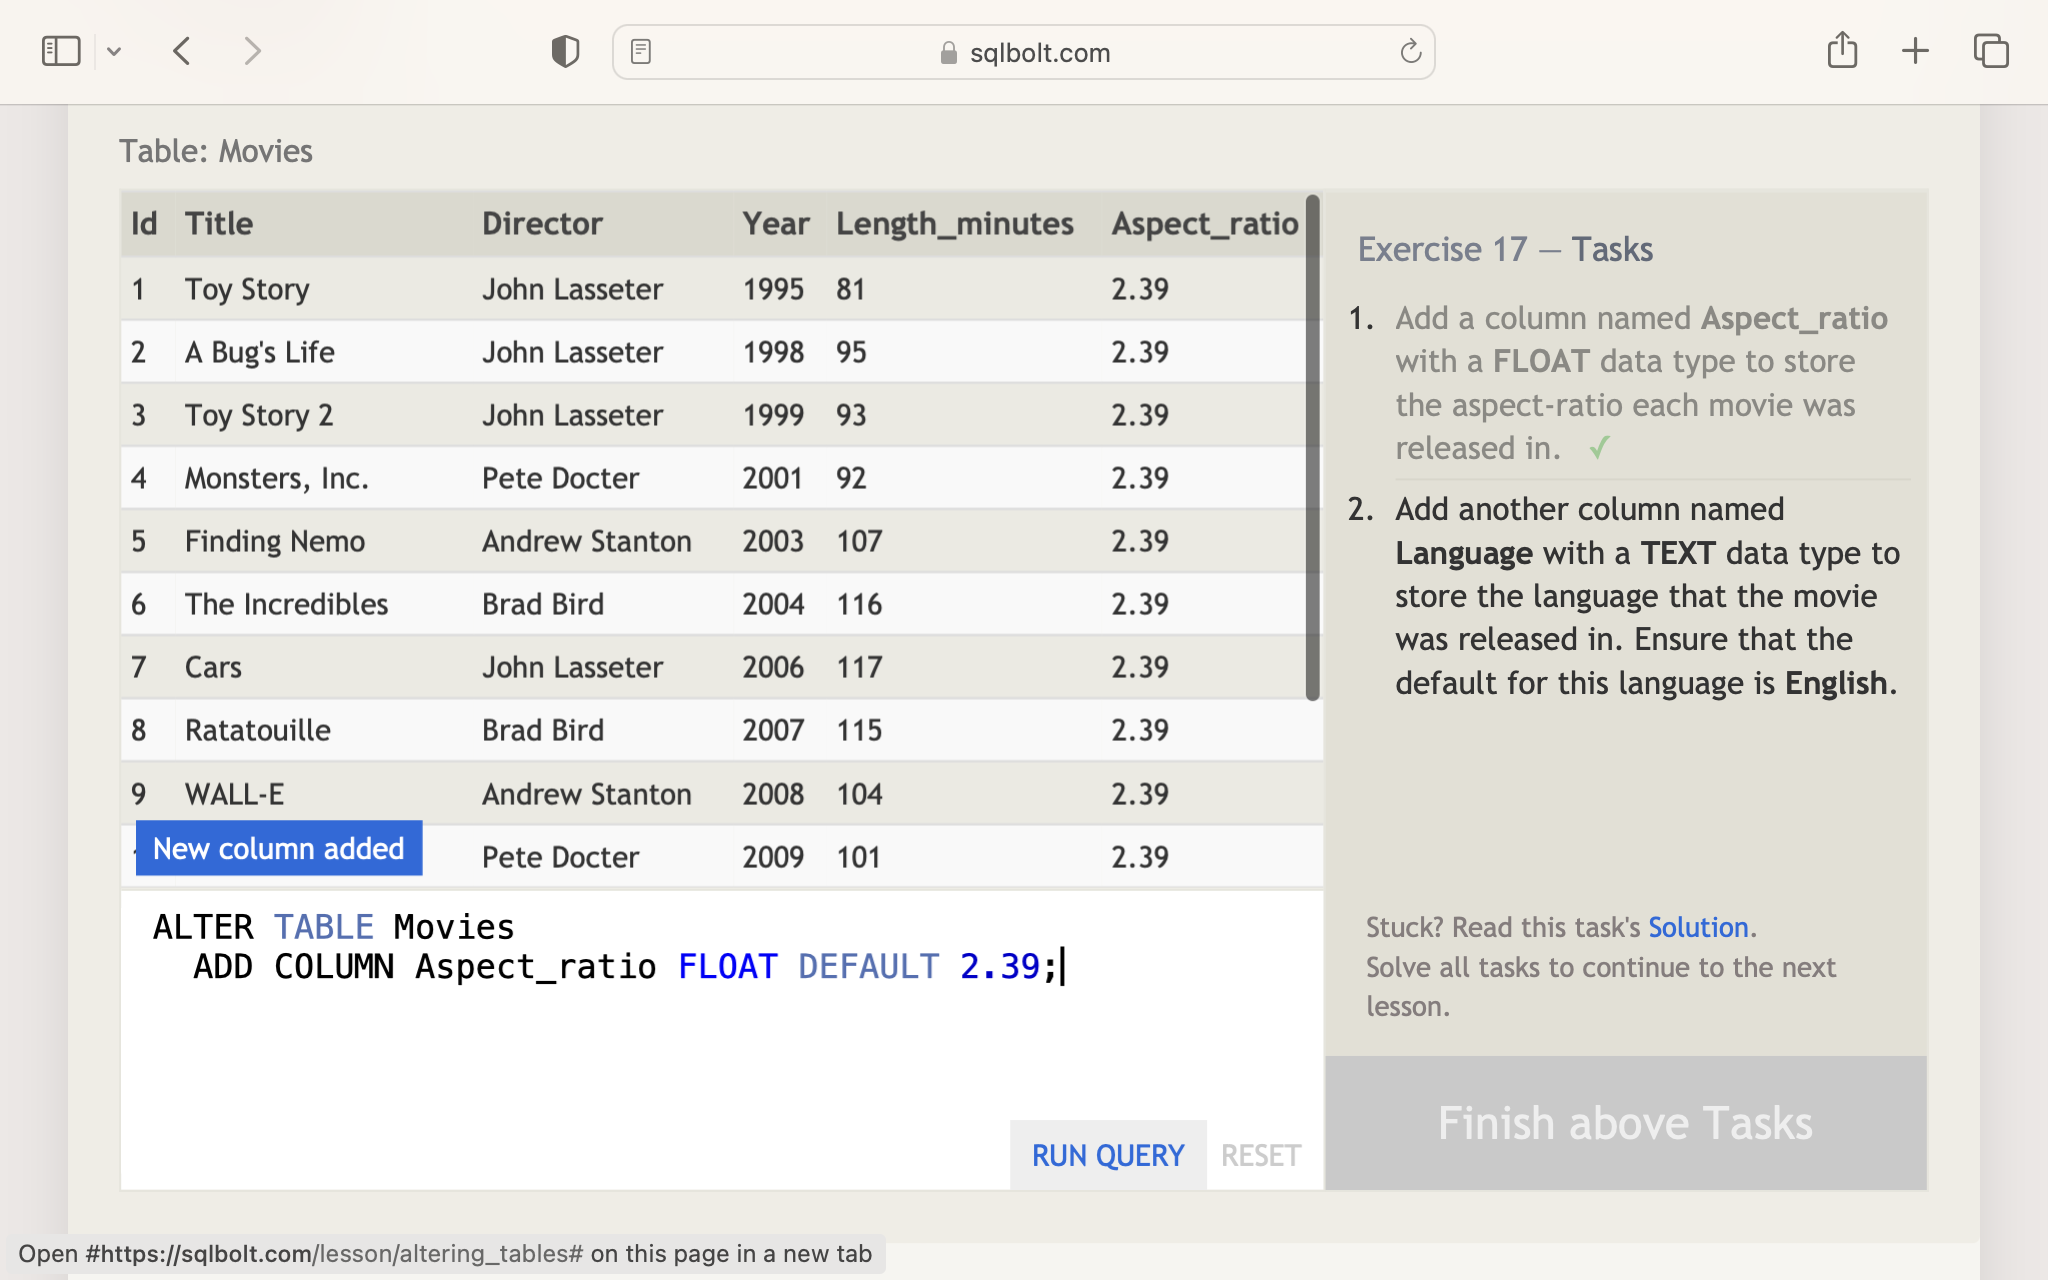 sqlbolt.com
Table: Movies
Id Title Director Year Length_minutes Aspect_ratio
1 Toy Story John Lasseter 1995 81 2.39
2 A Bug's Life John Lasseter 1998 95 2.39
3 Toy Story 2 John Lasseter 1999 93 2.39
4 Monsters, Inc. Pete Docter 2001 92 2.39
5 Finding Nemo Andrew Stanton 2003 107 2.39
6 The Incredibles Brad Bird 2004 116 2.39
7 Cars John Lasseter 2006 117 2.39
8 Ratatouille Brad Bird 2007 115 2.39
9 WALL-E Andrew Stanton 2008 104 2.39
Pete Docter 2009 101 2.39
New column added
ALTER TABLE Movies
ADD COLUMN Aspect_ratio FLOAT DEFAULT 2.39;
RUN QUERY RESET
Exercise 17 — Tasks
1. Add a column named Aspect_ratio
with a FLOAT data type to store
the aspect-ratio each movie was
released in. ✓
2. Add another column named
Language with a TEXT data type to
store the language that the movie
was released in. Ensure that the
default for this language is English.
Stuck? Read this task's Solution.
Solve all tasks to continue to the next
lesson.
Finish above Tasks
Open #https://sqlbolt.com/lesson/altering_tables# on this page in a new tab